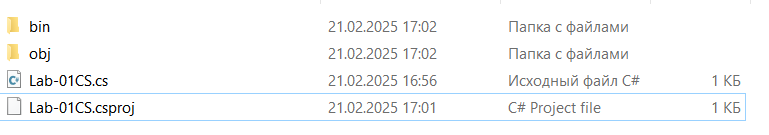 bin 21.02.2025 17:02 Папка с файлами
obj 21.02.2025 17:02 Папка с файлами
Lab-01CS.cs 21.02.2025 16:56 Исходный файл C# 1 КБ
Lab-01CS.csproj 21.02.2025 17:01 C# Project file 1 КБ